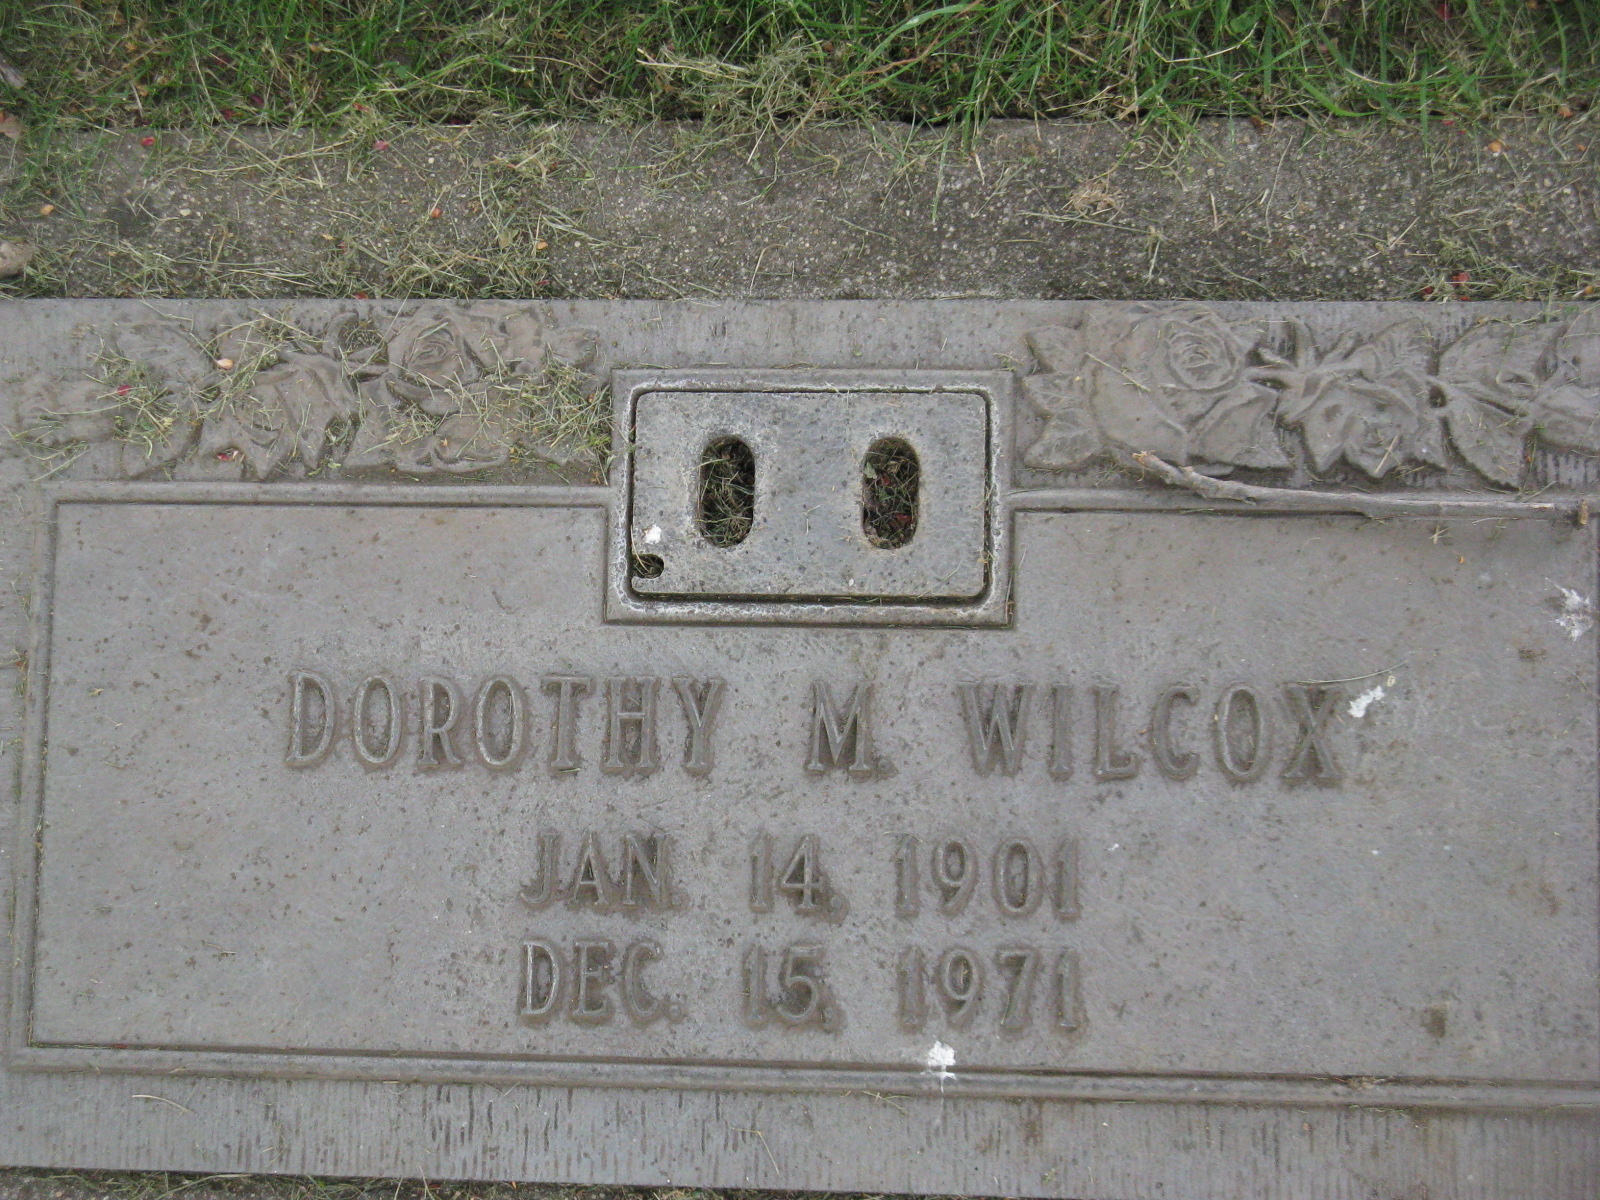 DOROTHY M. WILCOX
JAN. 14, 1901
DEC. 15, 1971